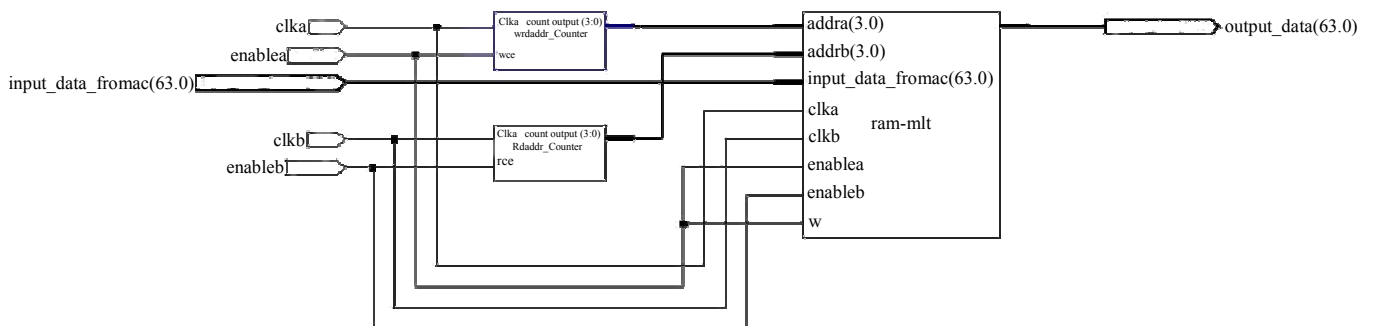 clka
enablea
input_data_fromac(63.0)
clkb
enableb
Clka count output (3:0)
wrdaddr_Counter
wce
Clka count output (3:0)
Rdaddr_Counter
rce
addra(3.0)
addrb(3.0)
input_data_fromac(63.0)
clka
ram-mlt
clkb
enablea
enableb
w
output_data(63.0)